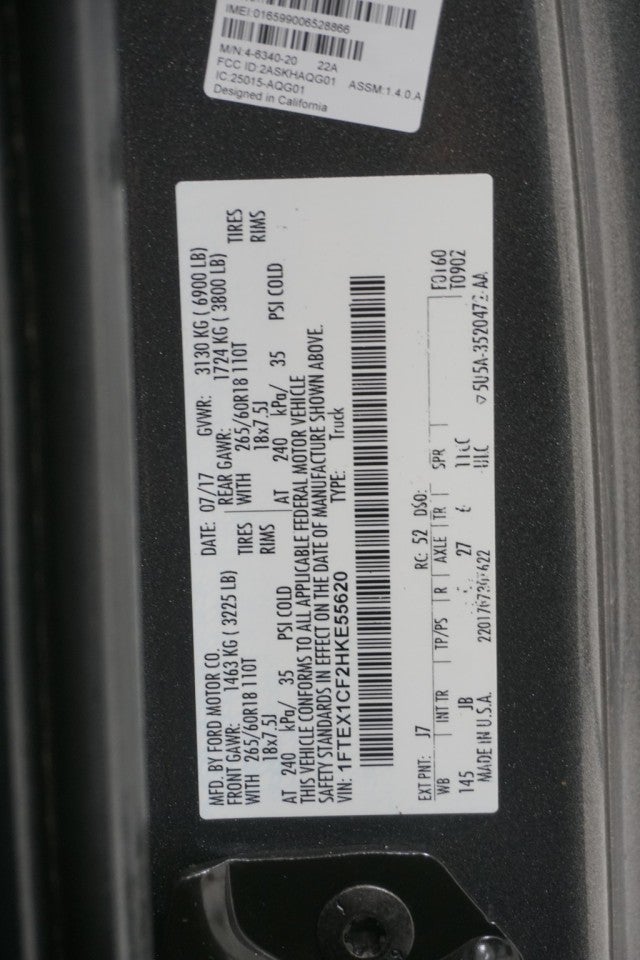 IMEI:016599006528866
M/N:4-6340-20 22A
FCC ID:2ASKHAQG01 ASSM:1.4.0.A
IC:25015-AQG01
Designed in California
MFD. BY FORD MOTOR CO. DATE: 07/17 GVWR: 3130 KG ( 6900 LB)
FRONT GAWR: 1463 KG ( 3225 LB) REAR GAWR: 1724 KG ( 3800 LB)
WITH 265/60R18 110T TIRES WITH 265/60R18 110T TIRES
18x7.5J RIMS 18x7.5J RIMS
AT 240 kPa/ 35 PSI COLD AT 240 kPa/ 35 PSI COLD
THIS VEHICLE CONFORMS TO ALL APPLICABLE FEDERAL MOTOR VEHICLE
SAFETY STANDARDS IN EFFECT ON THE DATE OF MANUFACTURE SHOWN ABOVE.
VIN: 1FTEX1CF2HKE55620 TYPE: Truck
EXT PNT: J7 RC: 52 DSO: F0160
WB INT TR TP/PS R AXLE TR SPR T0902
145 JB 27 6
MADE IN U.S.A. ▽5U5A-3520472-AA